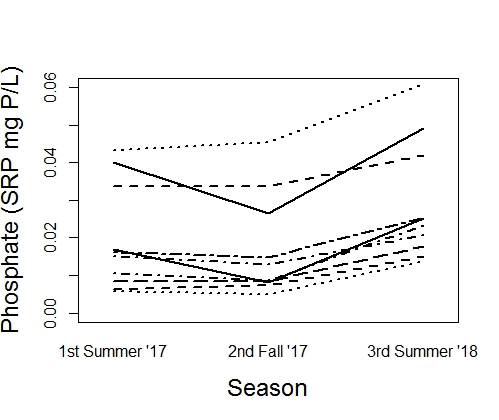 Phosphate (SRP mg P/L)
0.06
0.04
0.02
0.00
1st Summer '17 2nd Fall '17 3rd Summer '18
Season